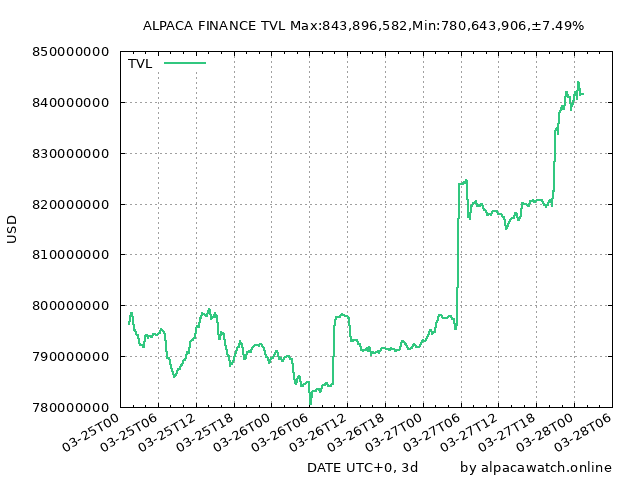 ALPACA FINANCE TVL Max:843,896,582,Min:780,643,906,±7.49%
TVL
850000000
840000000
830000000
820000000
810000000
800000000
790000000
780000000
USD
03-25T00
03-25T06
03-25T12
03-25T18
03-26T00
03-26T06
03-26T12
03-26T18
03-27T00
03-27T06
03-27T12
03-27T18
03-28T00
03-28T06
DATE UTC+0, 3d
by alpacawatch.online